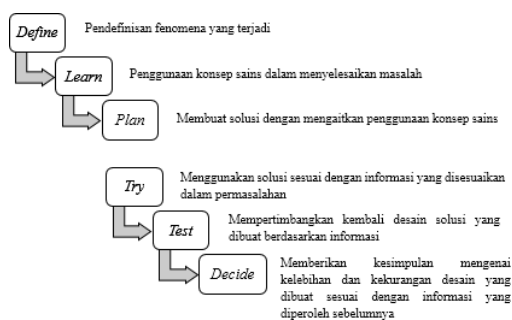 Define
Pendefinisan fenomena yang terjadi
Learn
Penggunaan konsep sains dalam menyelesaikan masalah
Plan
Membuat solusi dengan mengaitkan penggunaan konsep sains
Try
Menggunakan solusi sesuai dengan informasi yang disesuaikan
dalam permasalahan
Test
Mempertimbangkan kembali desain solusi yang
dibuat berdasarkan informasi
Decide
Memberikan kesimpulan mengenai
kelebihan dan kekurangan desain yang
dibuat sesuai dengan informasi yang
diperoleh sebelumnya